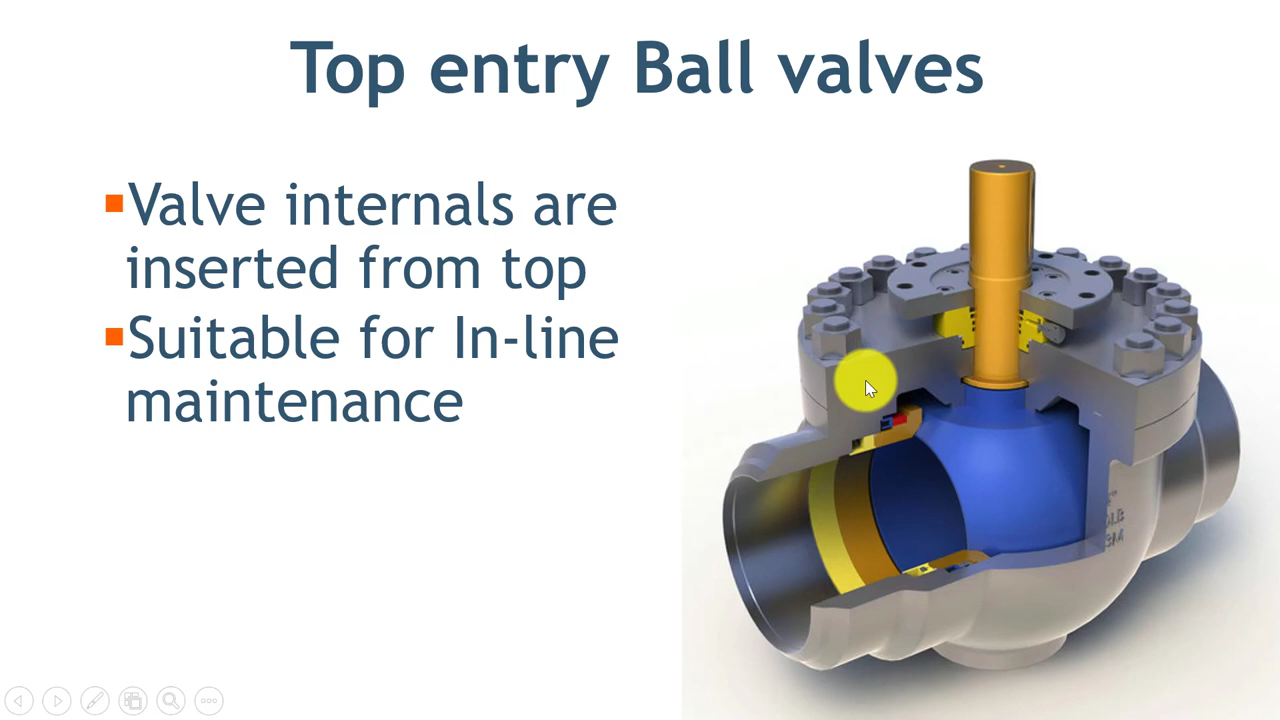 Top entry Ball valves
▪Valve internals are
inserted from top
▪Suitable for In-line
maintenance